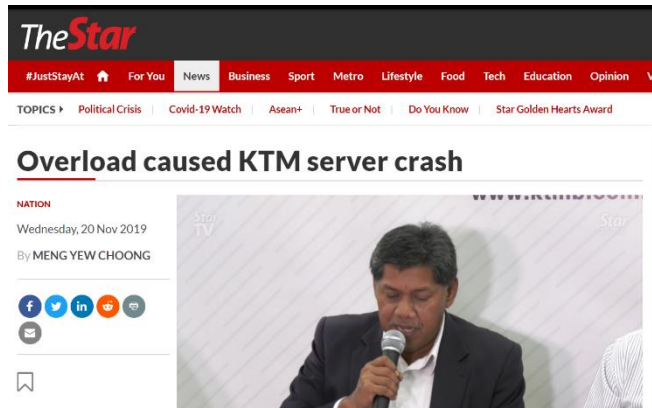 TheStar
#JustStayAt For You News Business Sport Metro Lifestyle Food Tech Education Opinion
TOPICS Political Crisis Covid-19 Watch Asean+ True or Not Do You Know Star Golden Hearts Award
Overload caused KTM server crash
NATION
Wednesday, 20 Nov 2019
By MENG YEW CHOONG
Star
TV
Star